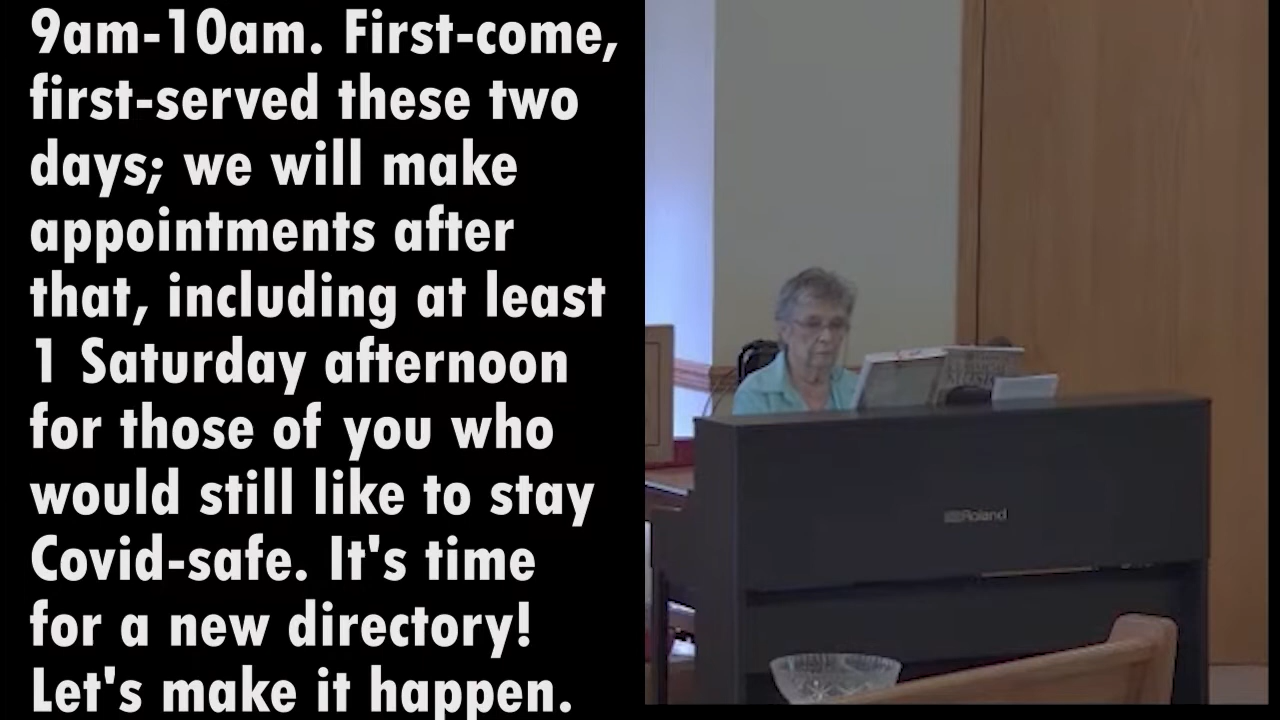 9am-10am. First-come,
first-served these two
days; we will make
appointments after
that, including at least
1 Saturday afternoon
for those of you who
would still like to stay
Covid-safe. It's time
for a new directory!
Let's make it happen.
Roland